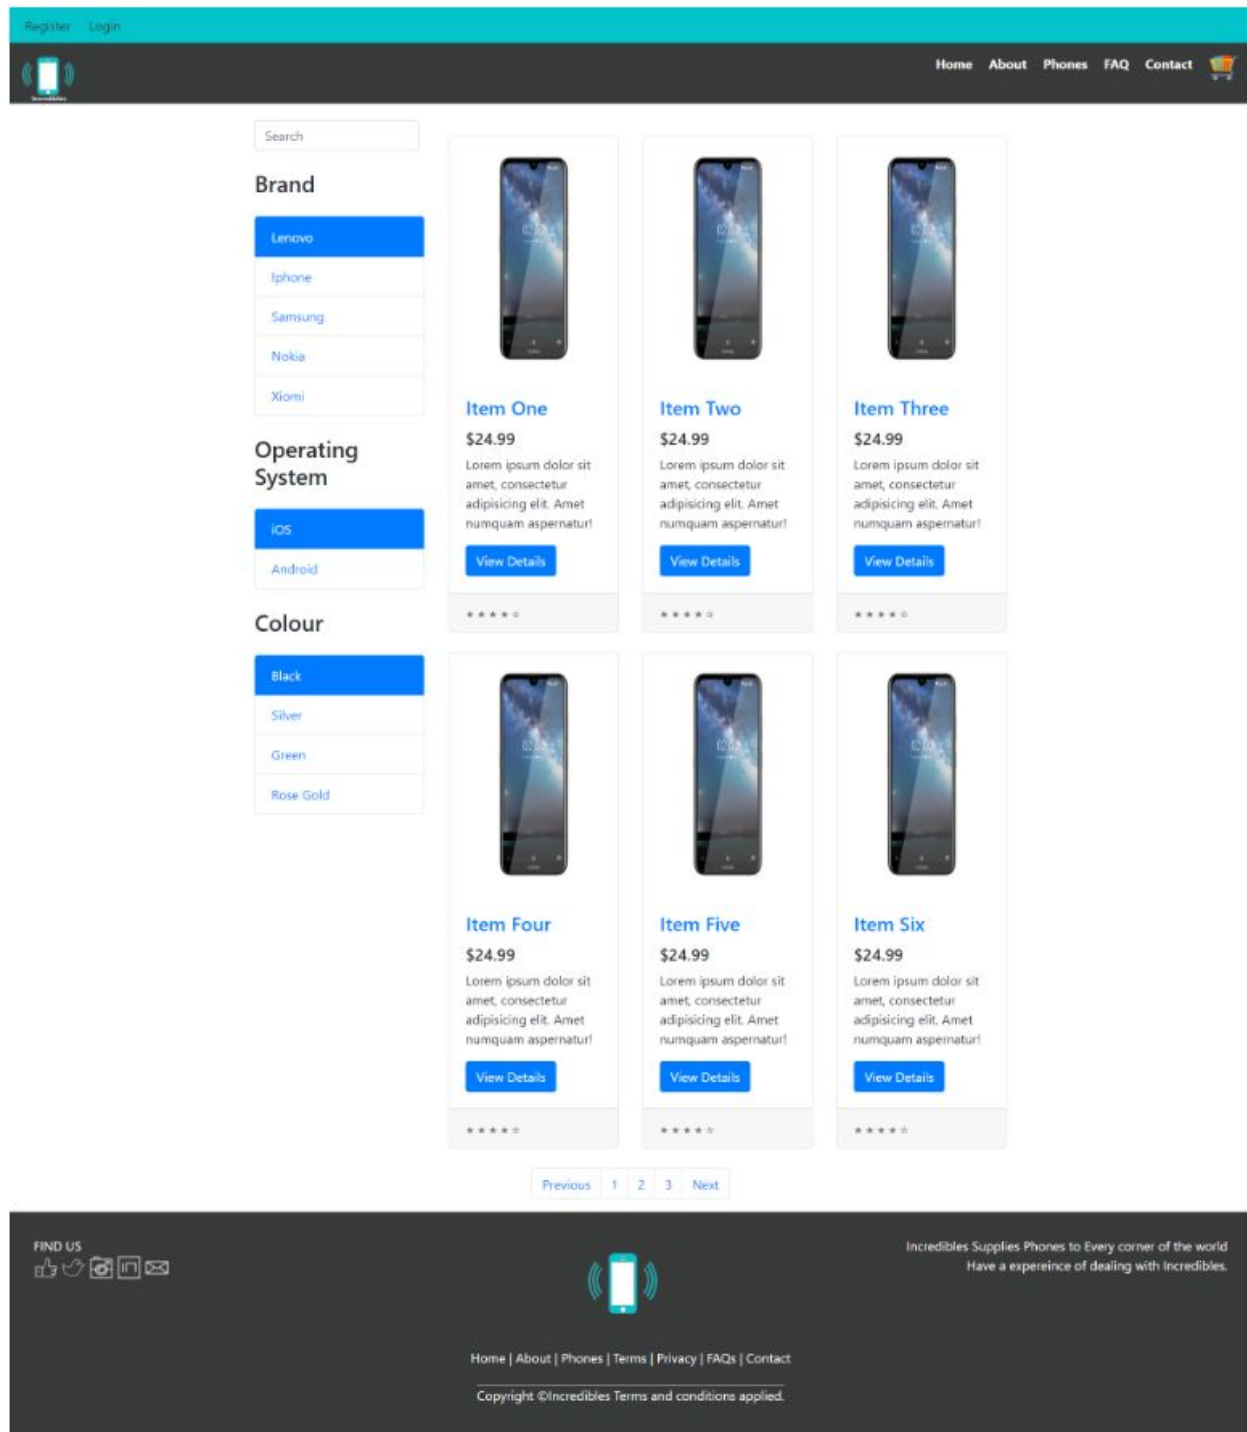 Register Login
Incredibles
Home About Phones FAQ Contact
Search
Brand
Lenovo
Iphone
Samsung
Nokia
Xiomi
Operating
System
iOS
Android
Colour
Black
Silver
Green
Rose Gold
Item One
$24.99
Lorem ipsum dolor sit
amet, consectetur
adipisicing elit. Amet
numquam aspernatur!
View Details
★ ★ ★ ★ ☆
Item Two
$24.99
Lorem ipsum dolor sit
amet, consectetur
adipisicing elit. Amet
numquam aspernatur!
View Details
★ ★ ★ ★ ☆
Item Three
$24.99
Lorem ipsum dolor sit
amet, consectetur
adipisicing elit. Amet
numquam aspernatur!
View Details
★ ★ ★ ★ ☆
Item Four
$24.99
Lorem ipsum dolor sit
amet, consectetur
adipisicing elit. Amet
numquam aspernatur!
View Details
★ ★ ★ ★ ☆
Item Five
$24.99
Lorem ipsum dolor sit
amet, consectetur
adipisicing elit. Amet
numquam aspernatur!
View Details
★ ★ ★ ★ ☆
Item Six
$24.99
Lorem ipsum dolor sit
amet, consectetur
adipisicing elit. Amet
numquam aspernatur!
View Details
★ ★ ★ ★ ☆
Previous 1 2 3 Next
FIND US
in
Incredibles Supplies Phones to Every corner of the world
Have a expereince of dealing with Incredibles.
Home | About | Phones | Terms | Privacy | FAQs | Contact
Copyright ©Incredibles Terms and conditions applied.